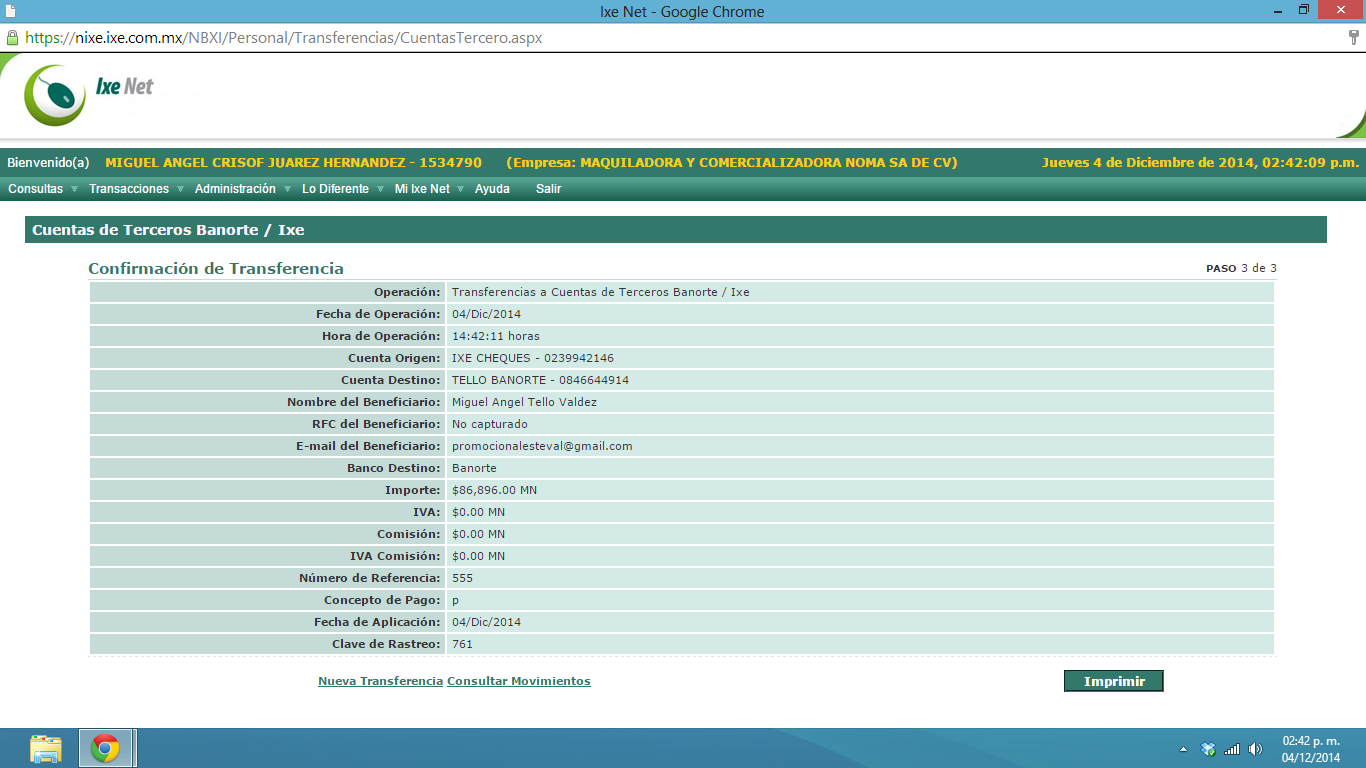 Ixe Net - Google Chrome
https://nixe.ixe.com.mx/NBXI/Personal/Transferencias/CuentasTercero.aspx
Ixe Net
Bienvenido(a) MIGUEL ANGEL CRISOF JUAREZ HERNANDEZ - 1534790 (Empresa: MAQUILADORA Y COMERCIALIZADORA NOMA SA DE CV) Jueves 4 de Diciembre de 2014, 02:42:09 p.m.
Consultas Transacciones Administración Lo Diferente Mi Ixe Net Ayuda Salir
Cuentas de Terceros Banorte / Ixe
Confirmación de Transferencia PASO 3 de 3
Operación: Transferencias a Cuentas de Terceros Banorte / Ixe
Fecha de Operación: 04/Dic/2014
Hora de Operación: 14:42:11 horas
Cuenta Origen: IXE CHEQUES - 0239942146
Cuenta Destino: TELLO BANORTE - 0846644914
Nombre del Beneficiario: Miguel Angel Tello Valdez
RFC del Beneficiario: No capturado
E-mail del Beneficiario: promocionalesteval@gmail.com
Banco Destino: Banorte
Importe: $86,896.00 MN
IVA: $0.00 MN
Comisión: $0.00 MN
IVA Comisión: $0.00 MN
Número de Referencia: 555
Concepto de Pago: p
Fecha de Aplicación: 04/Dic/2014
Clave de Rastreo: 761
Nueva Transferencia Consultar Movimientos Imprimir
02:42 p. m.
04/12/2014